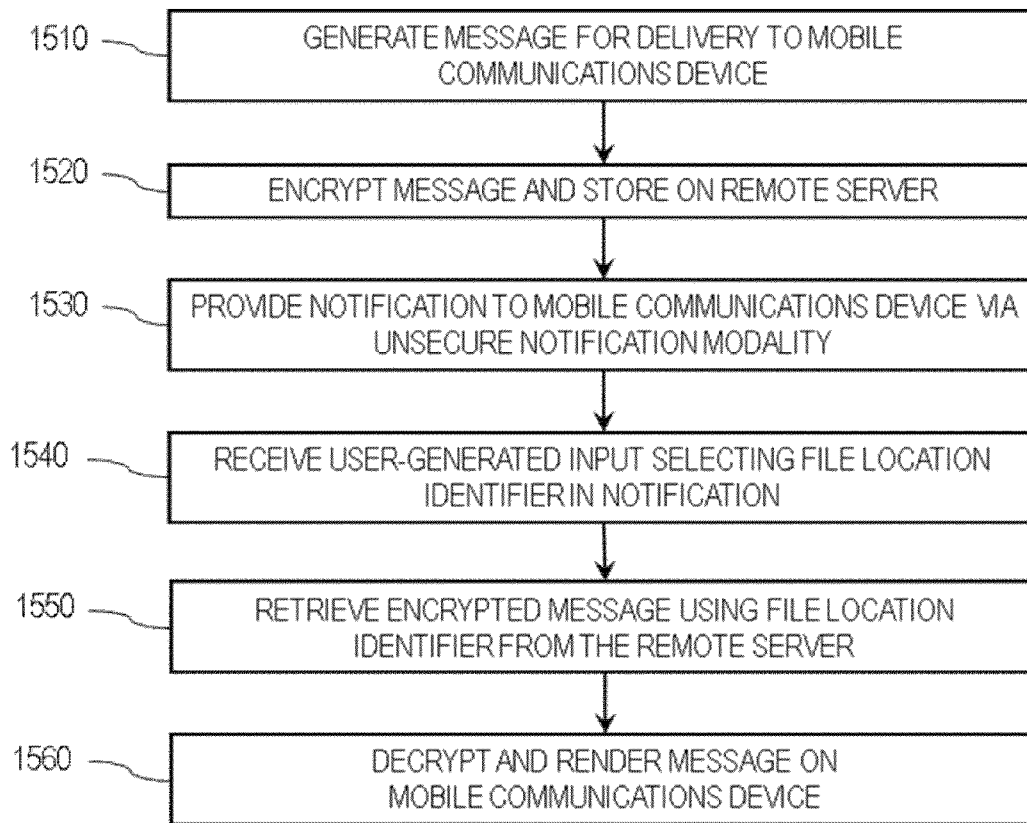 1510
GENERATE MESSAGE FOR DELIVERY TO MOBILE
COMMUNICATIONS DEVICE
1520
ENCRYPT MESSAGE AND STORE ON REMOTE SERVER
1530
PROVIDE NOTIFICATION TO MOBILE COMMUNICATIONS DEVICE VIA
UNSECURE NOTIFICATION MODALITY
1540
RECEIVE USER-GENERATED INPUT SELECTING FILE LOCATION
IDENTIFIER IN NOTIFICATION
1550
RETRIEVE ENCRYPTED MESSAGE USING FILE LOCATION
IDENTIFIER FROM THE REMOTE SERVER
1560
DECRYPT AND RENDER MESSAGE ON
MOBILE COMMUNICATIONS DEVICE